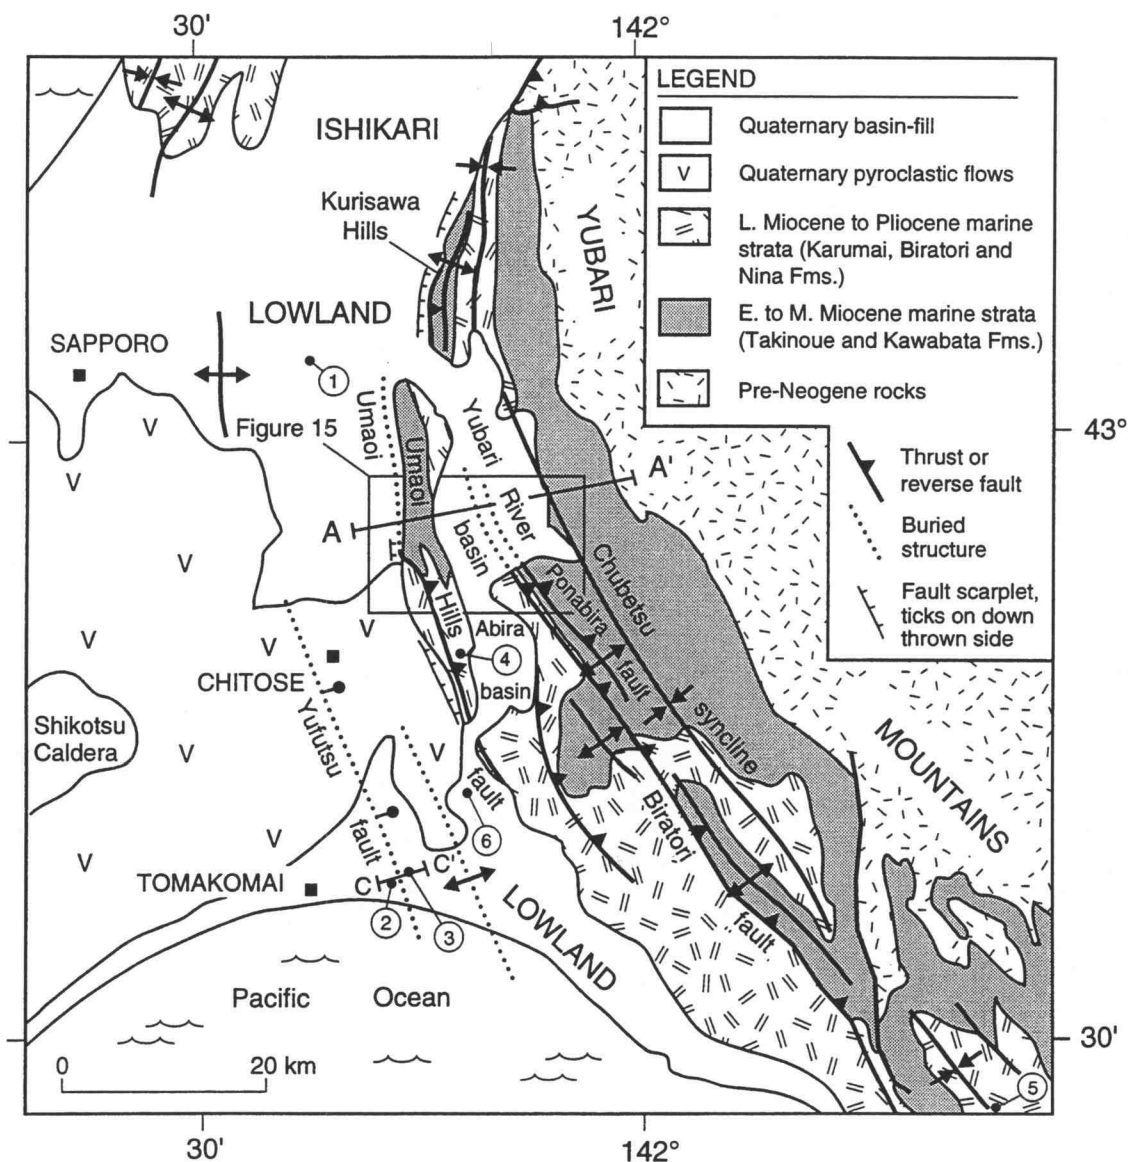 30'
142°
ISHIKARI
Kurisawa
Hills
LOWLAND
SAPPORO
1
Figure 15
YUBARI
LEGEND
Quaternary basin-fill
V
Quaternary pyroclastic flows
L. Miocene to Pliocene marine
strata (Karumai, Biratori and
Nina Fms.)
E. to M. Miocene marine strata
(Takinoue and Kawabata Fms.)
Pre-Neogene rocks
Thrust or
reverse fault
Buried
structure
Fault scarplet,
ticks on down
thrown side
43°
Umaoi
Umaoi
Hills
Yubari
River
basin
A
A'
V
V
V
V
V
V
V
V
V
V
V
Abira
basin
4
Ponabira
fault
Chubetsu
syncline
CHITOSE
Shikotsu
Caldera
Yufutsu
fault
fault
6
Biratori
fault
MOUNTAINS
TOMAKOMAI
C
C'
2
3
LOWLAND
Pacific Ocean
0 20 km
5
30'
30'
142°